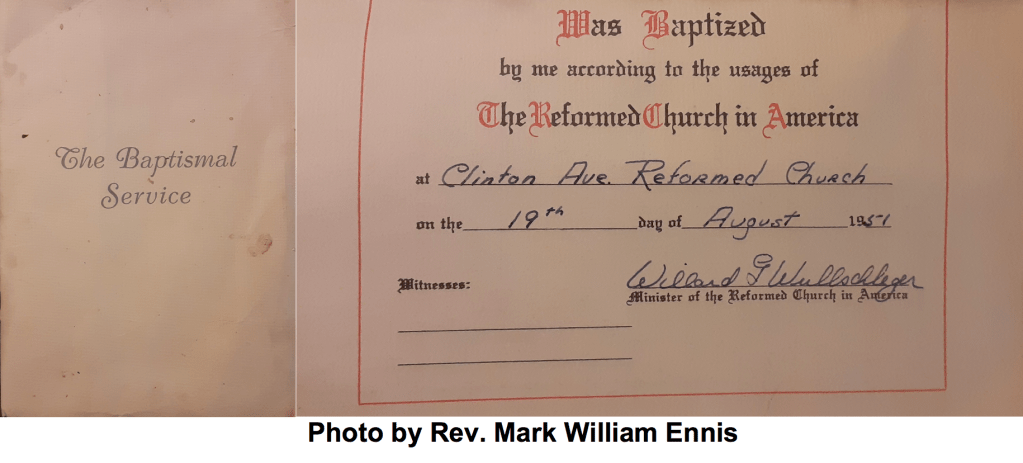 The Baptismal
Service
Was Baptized
by me according to the usages of
The Reformed Church in America
at Clinton Ave. Reformed Church
on the 19th day of August 1951
Willard G Wullschleger
Witnesses:
Minister of the Reformed Church in America
Photo by Rev. Mark William Ennis